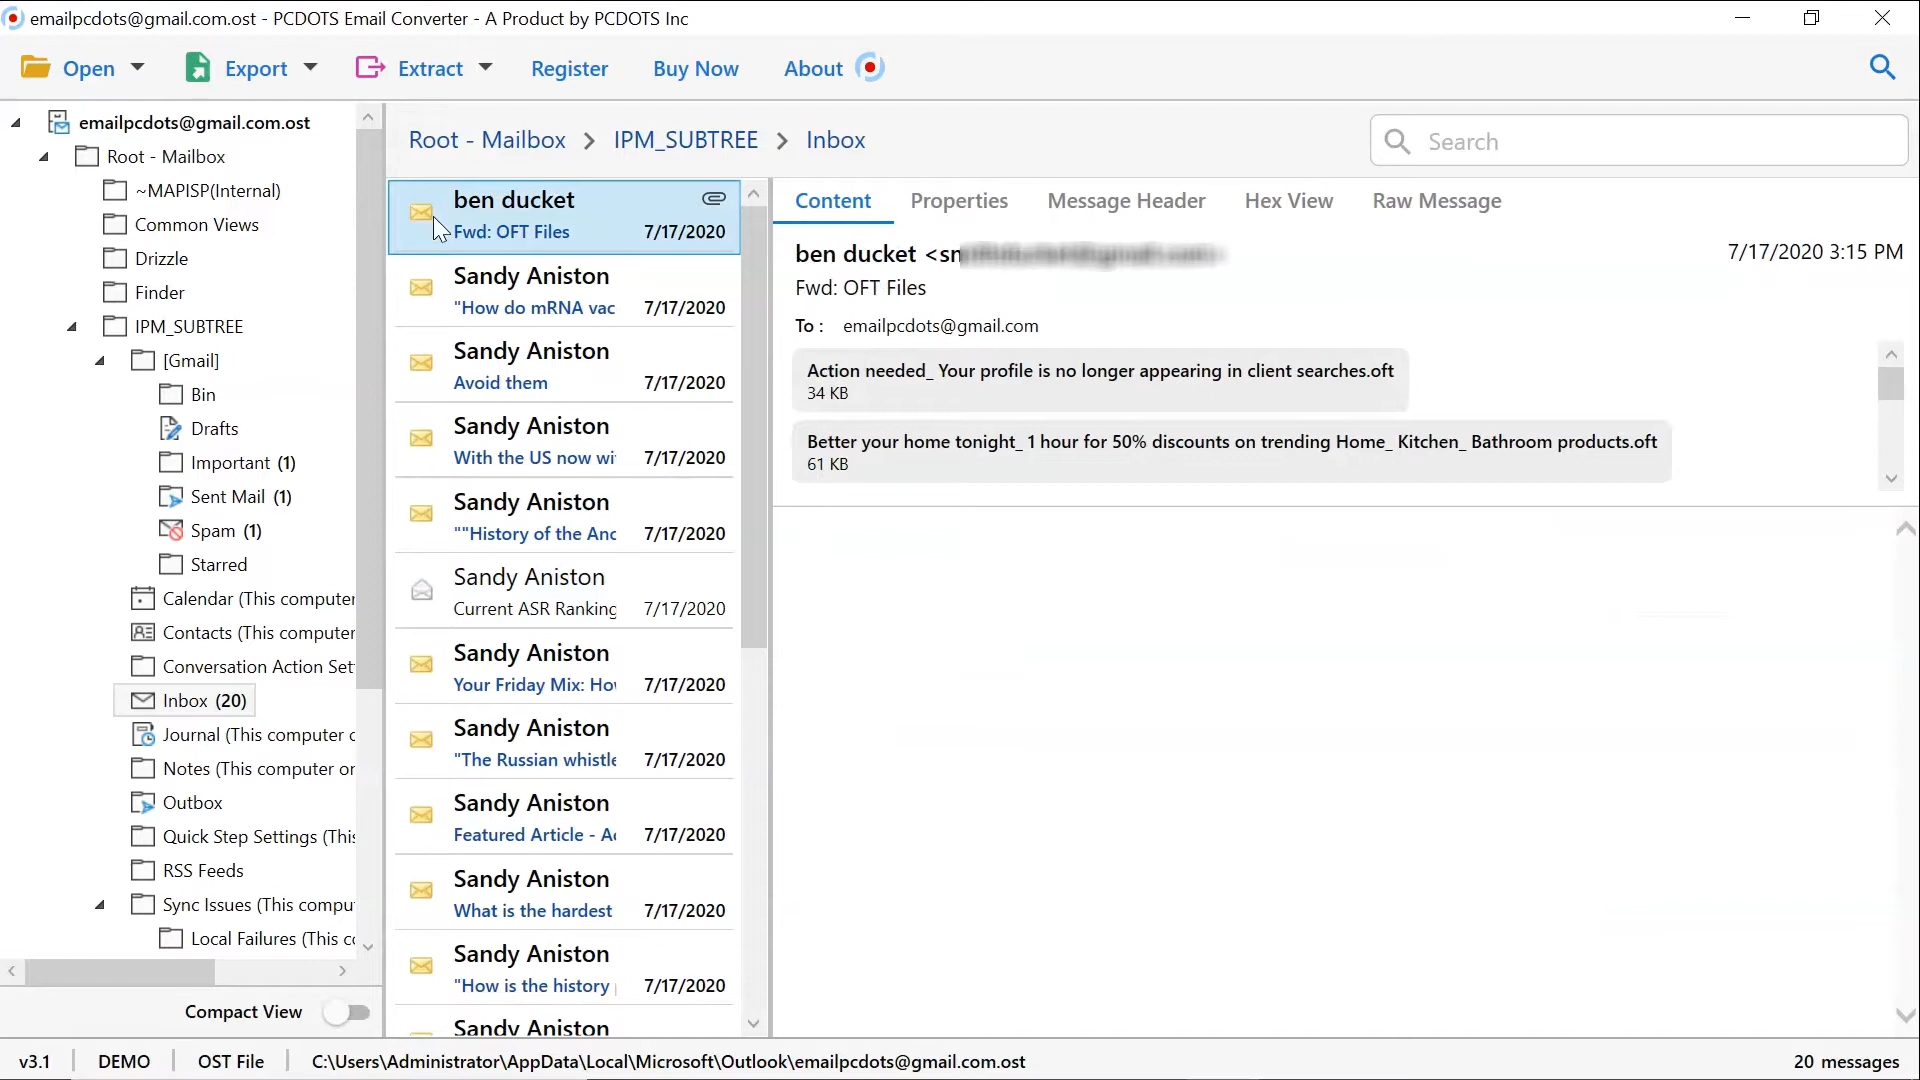 emailpcdots@gmail.com.ost - PCDOTS Email Converter - A Product by PCDOTS Inc
Open Export Extract Register Buy Now About
emailpcdots@gmail.com.ost
Root - Mailbox
~MAPISP(Internal)
Common Views
Drizzle
Finder
IPM_SUBTREE
[Gmail]
Bin
Drafts
Important (1)
Sent Mail (1)
Spam (1)
Starred
Calendar (This computer
Contacts (This computer
Conversation Action Set
Inbox (20)
Journal (This computer
Notes (This computer or
Outbox
Quick Step Settings (This
RSS Feeds
Sync Issues (This compu
Local Failures (This
Compact View
Root - Mailbox > IPM_SUBTREE > Inbox
Search
ben ducket
Fwd: OFT Files 7/17/2020
Sandy Aniston
"How do mRNA vac 7/17/2020
Sandy Aniston
Avoid them 7/17/2020
Sandy Aniston
With the US now wi 7/17/2020
Sandy Aniston
""History of the Anc 7/17/2020
Sandy Aniston
Current ASR Ranking 7/17/2020
Sandy Aniston
Your Friday Mix: How 7/17/2020
Sandy Aniston
"The Russian whistle 7/17/2020
Sandy Aniston
Featured Article - A 7/17/2020
Sandy Aniston
What is the hardest 7/17/2020
Sandy Aniston
"How is the history 7/17/2020
Sandy Aniston
Content Properties Message Header Hex View Raw Message
ben ducket <sm 7/17/2020 3:15 PM
Fwd: OFT Files
To : emailpcdots@gmail.com
Action needed_ Your profile is no longer appearing in client searches.oft
34 KB
Better your home tonight_ 1 hour for 50% discounts on trending Home_ Kitchen_ Bathroom products.oft
61 KB
v3.1 DEMO OST File C:\Users\Administrator\AppData\Local\Microsoft\Outlook\emailpcdots@gmail.com.ost 20 messages